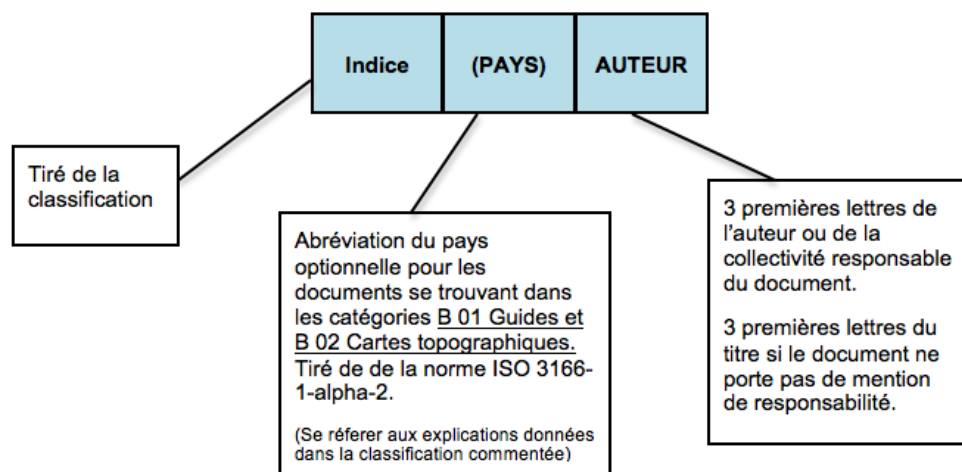 Indice
(PAYS)
AUTEUR
Tiré de la
classification
Abréviation du pays
optionnelle pour les
documents se trouvant dans
les catégories B 01 Guides et
B 02 Cartes topographiques.
Tiré de de la norme ISO 3166-
1-alpha-2.
(Se réferer aux explications données
dans la classification commentée)
3 premières lettres de
l'auteur ou de la
collectivité responsable
du document.
3 premières lettres du
titre si le document ne
porte pas de mention
de responsabilité.